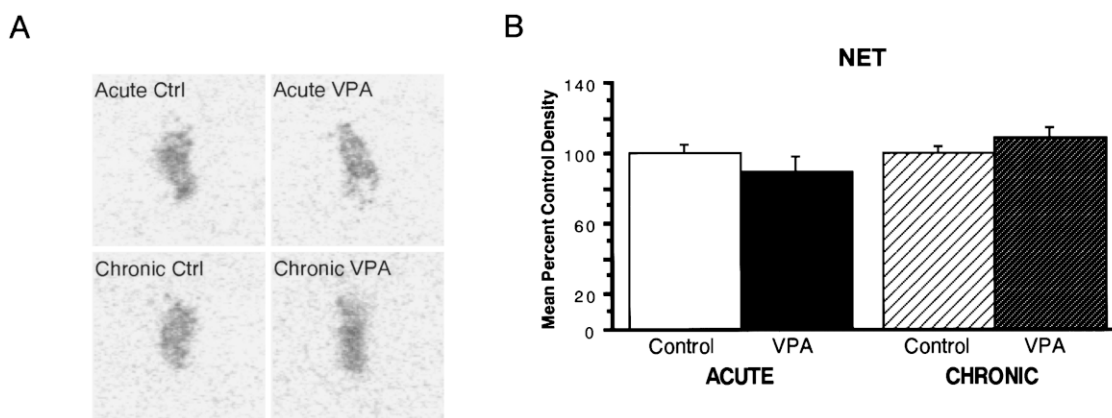 A
Acute Ctrl
Acute VPA
Chronic Ctrl
Chronic VPA
B
NET
Mean Percent Control Density
140
100
60
20
0
Control
VPA
Control
VPA
ACUTE
CHRONIC